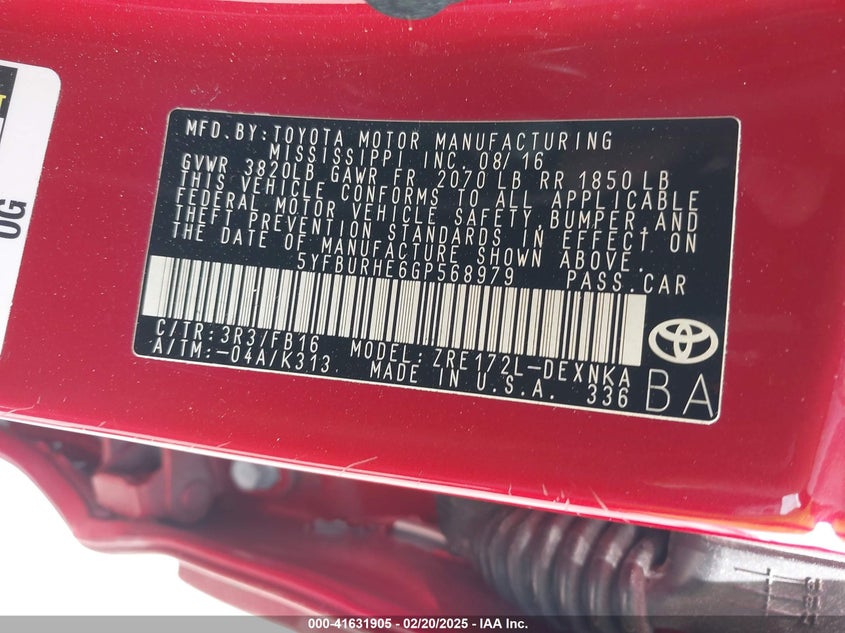 MFD.BY:TOYOTA MOTOR MANUFACTURING
MISSISSIPPI INC. 08/16
GVWR 3820LB GAWR FR 2070 LB RR 1850 LB
THIS VEHICLE CONFORMS TO ALL APPLICABLE
FEDERAL MOTOR VEHICLE SAFETY, BUMPER, AND
THEFT PREVENTION STANDARDS IN EFFECT ON
THE DATE OF MANUFACTURE SHOWN ABOVE.
5YFBURHE6GP568979 PASS.CAR
C/TR:3R3/FB16 MODEL:ZRE172L-DEXNKA
A/TM:-04A/K313 MADE IN U.S.A. 336 BA
OG
000-41631905 - 02/20/2025 - IAA Inc.